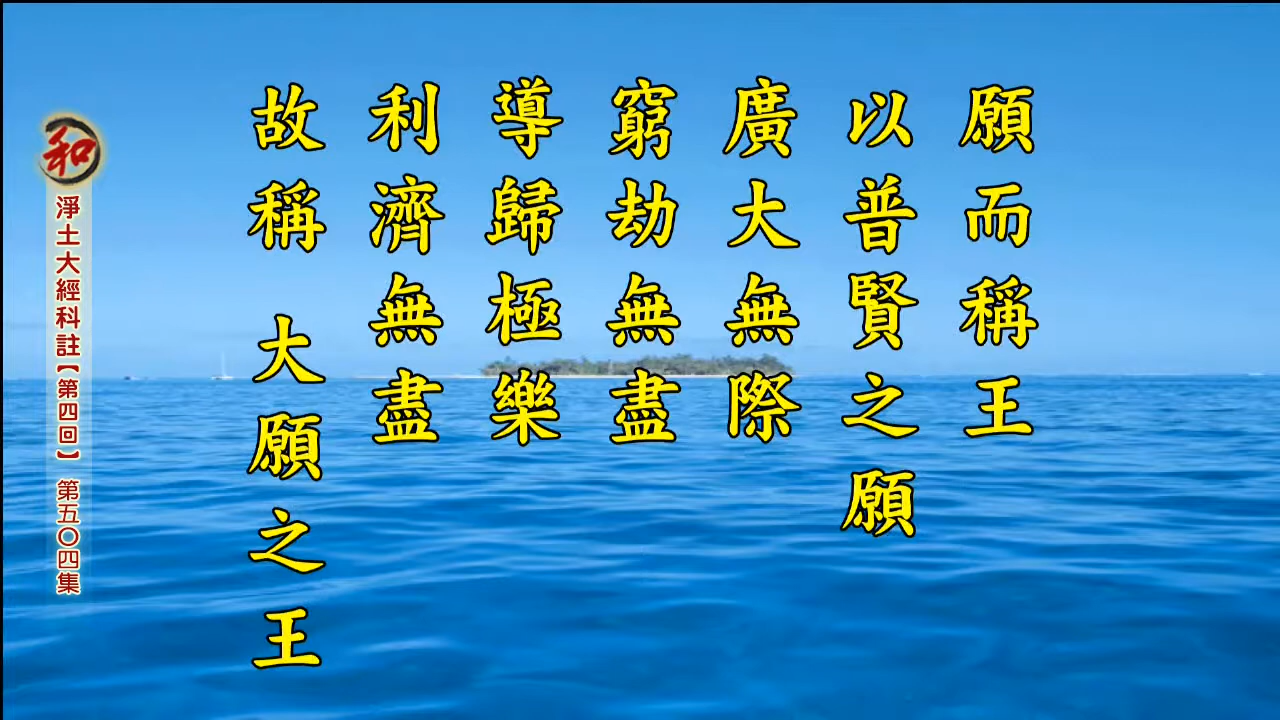 願而稱王
以普賢之願
廣大無際
窮劫無盡
導歸極樂
利濟無盡
故稱 大願之王
和
淨土大經科註【第四回】 第五〇四集